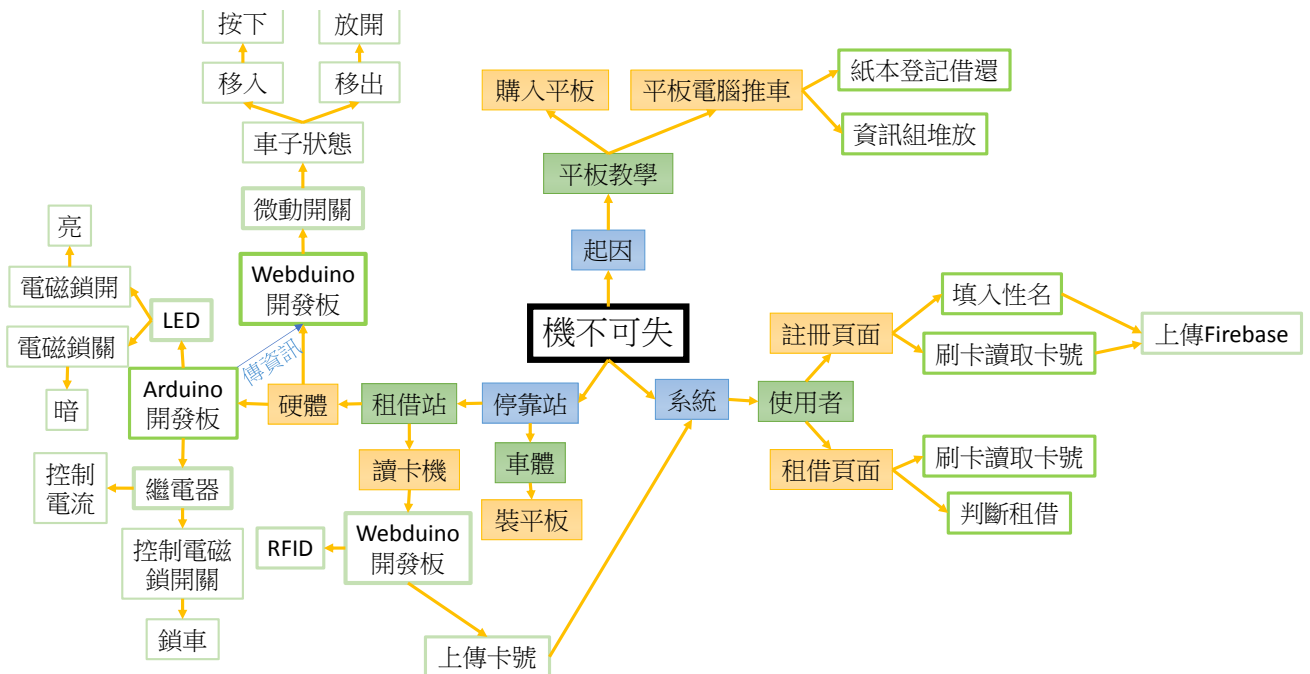 按下
放開
移入
移出
車子狀態
微動開關
Webduino
開發板
亮
電磁鎖開
電磁鎖關
暗
LED
Arduino
開發板
傳資訊
硬體
租借站
停靠站
系統
使用者
機不可失
起因
平板教學
購入平板
平板電腦推車
紙本登記借還
資訊組堆放
註冊頁面
填入性名
刷卡讀取卡號
上傳Firebase
租借頁面
刷卡讀取卡號
判斷租借
讀卡機
車體
裝平板
Webduino
開發板
RFID
上傳卡號
繼電器
控制
電流
控制電磁
鎖開關
鎖車